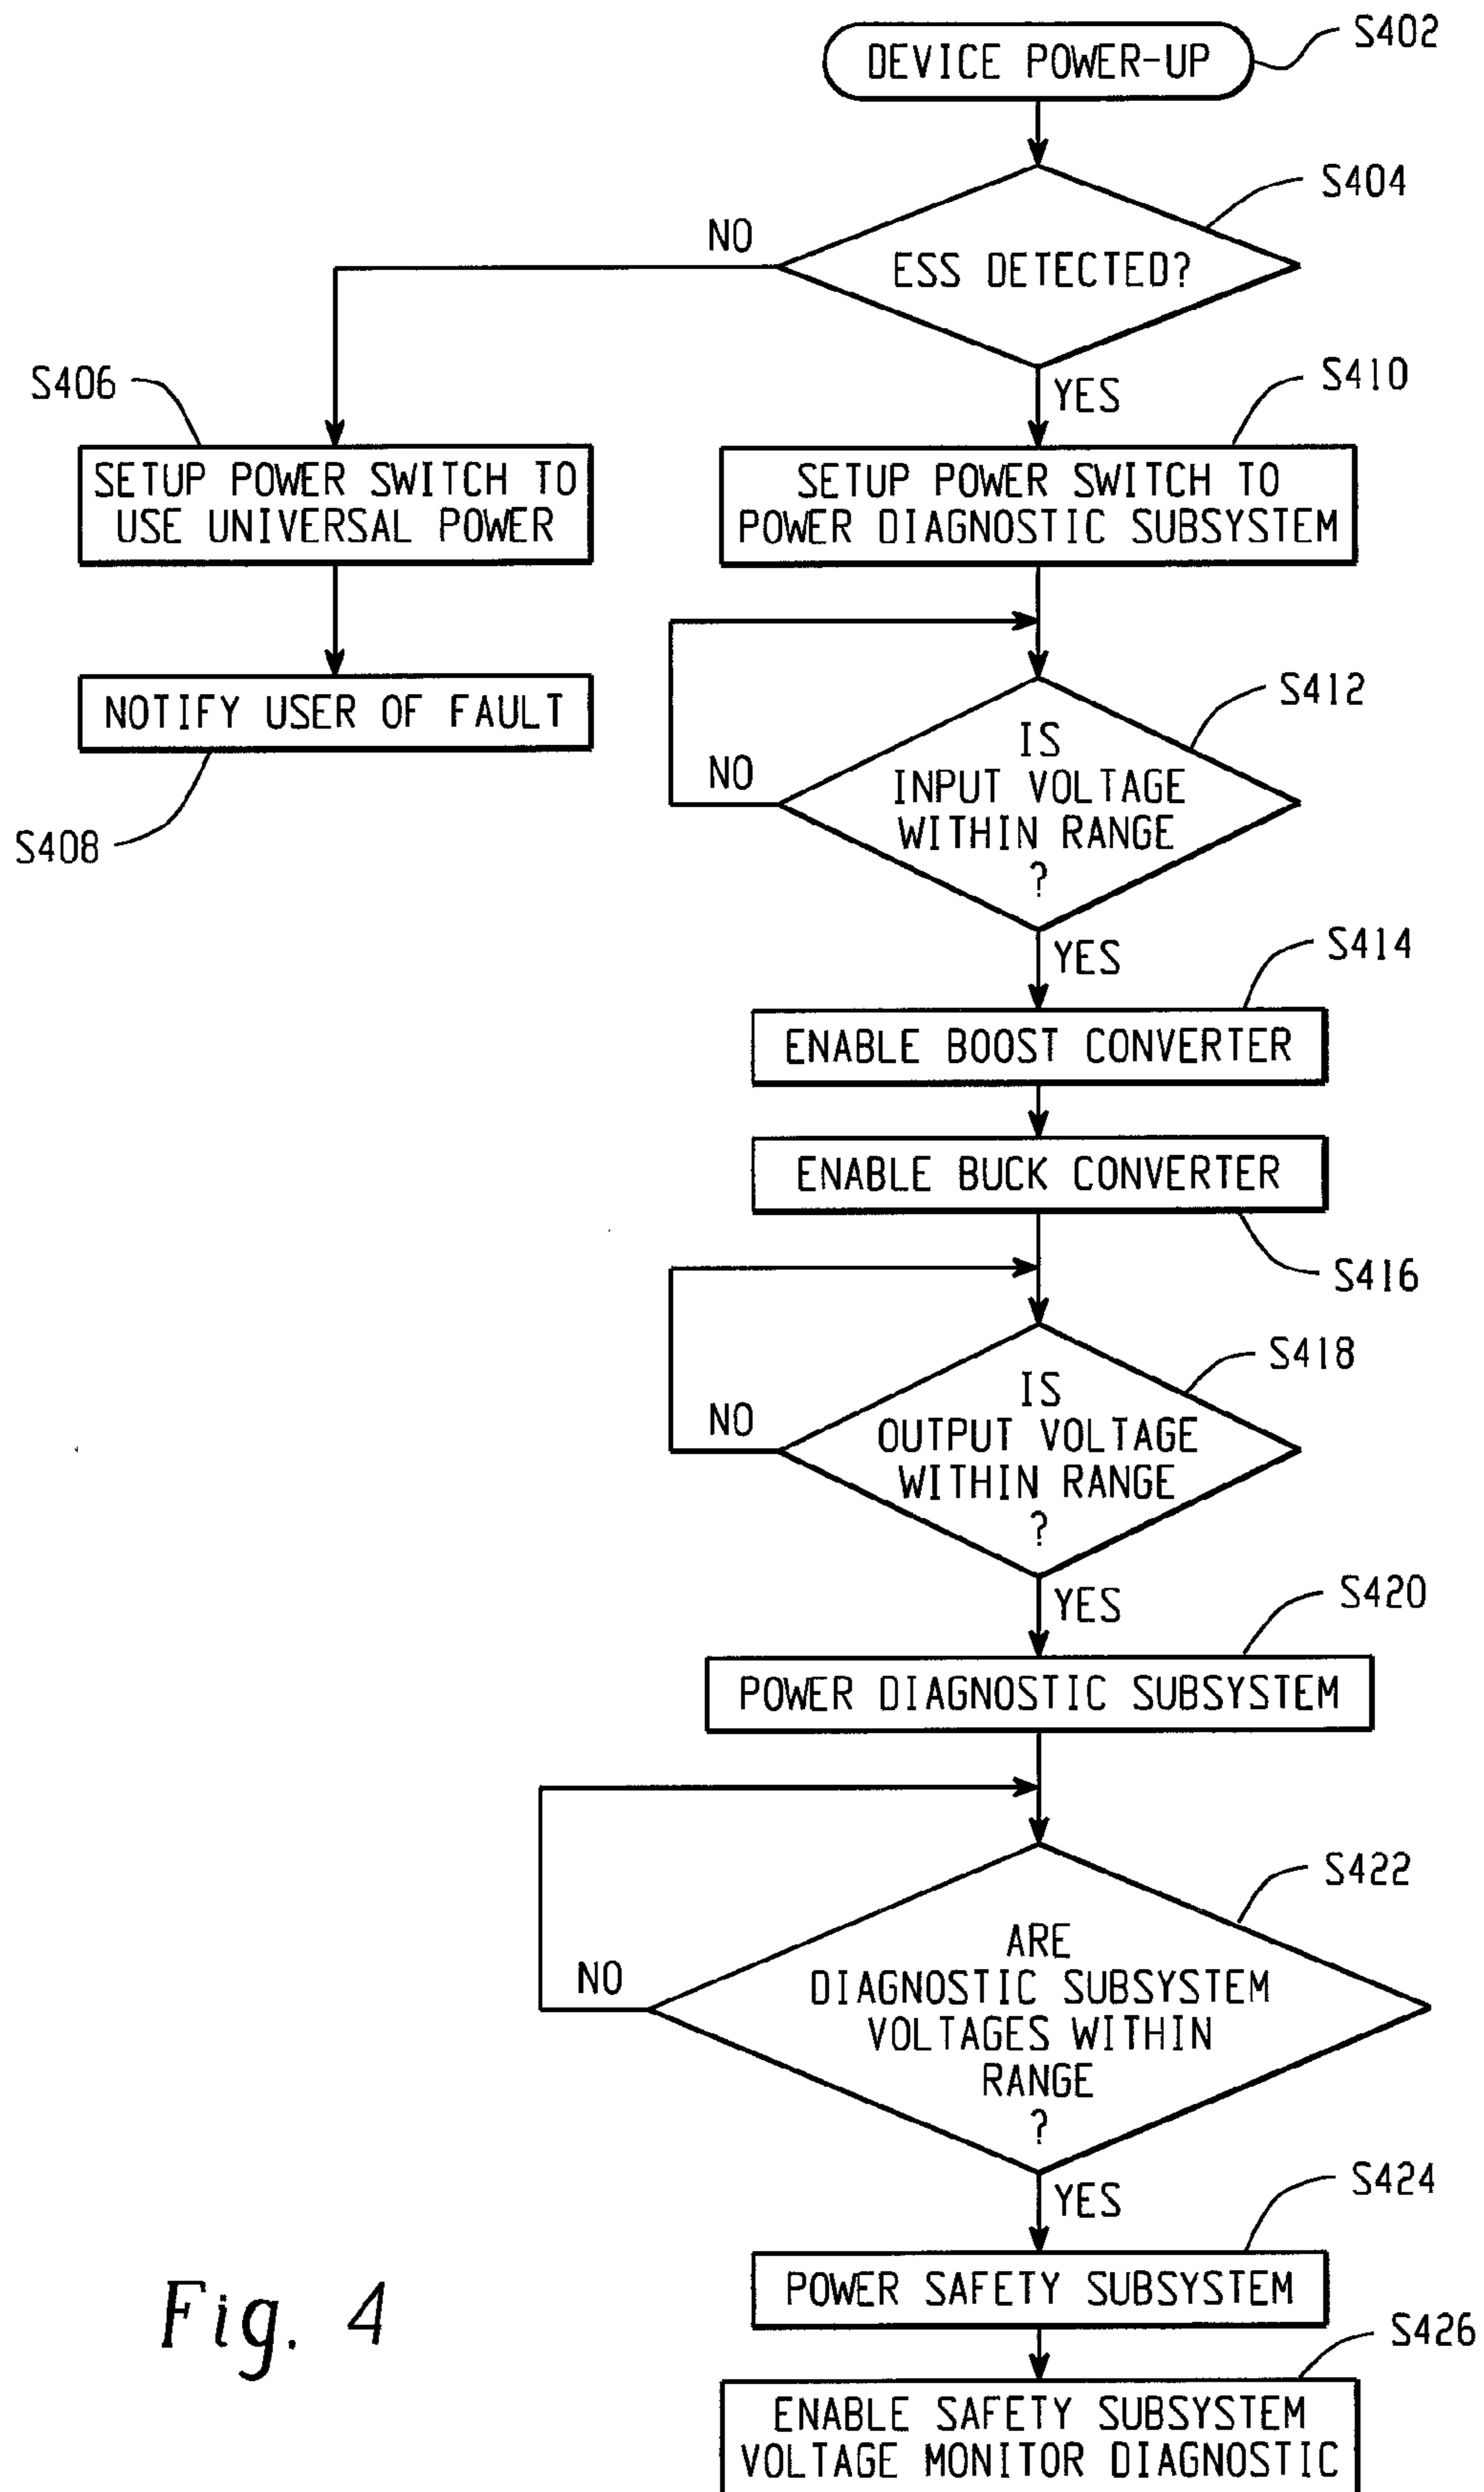 DEVICE POWER-UP
S402
S404
NO
ESS DETECTED?
YES
S410
S406
SETUP POWER SWITCH TO
USE UNIVERSAL POWER
SETUP POWER SWITCH TO
POWER DIAGNOSTIC SUBSYSTEM
NOTIFY USER OF FAULT
S408
S412
IS
INPUT VOLTAGE
WITHIN RANGE
?
NO
YES
S414
ENABLE BOOST CONVERTER
ENABLE BUCK CONVERTER
S416
S418
IS
OUTPUT VOLTAGE
WITHIN RANGE
?
NO
YES
S420
POWER DIAGNOSTIC SUBSYSTEM
S422
ARE
DIAGNOSTIC SUBSYSTEM
VOLTAGES WITHIN
RANGE
?
NO
YES
S424
POWER SAFETY SUBSYSTEM
S426
ENABLE SAFETY SUBSYSTEM
VOLTAGE MONITOR DIAGNOSTIC
Fig. 4